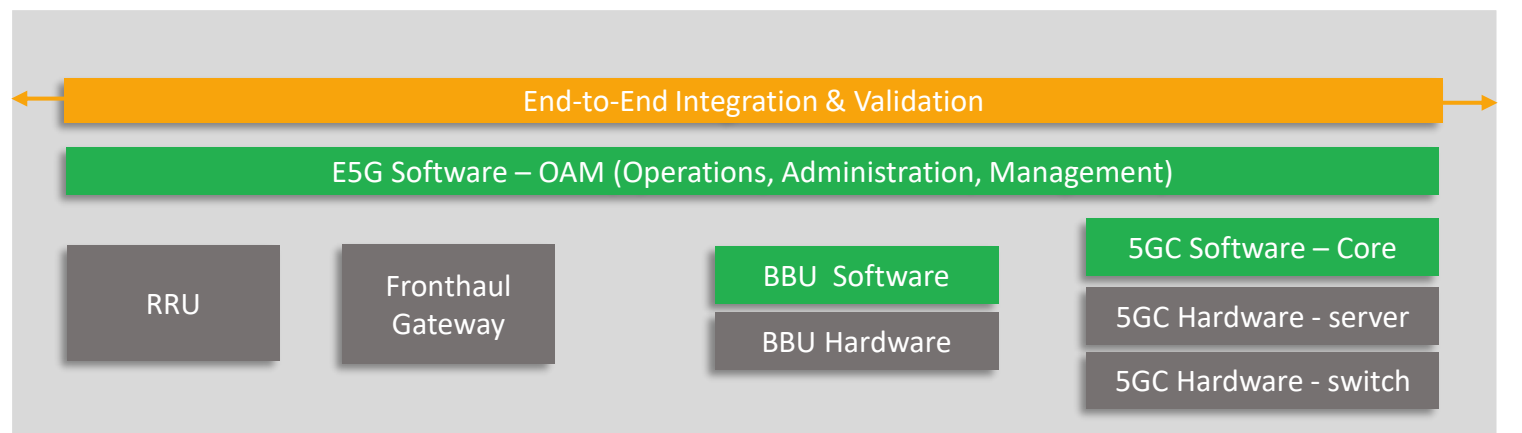 End-to-End Integration & Validation
E5G Software – OAM (Operations, Administration, Management)
RRU
Fronthaul
Gateway
BBU Software
BBU Hardware
5GC Software – Core
5GC Hardware - server
5GC Hardware - switch